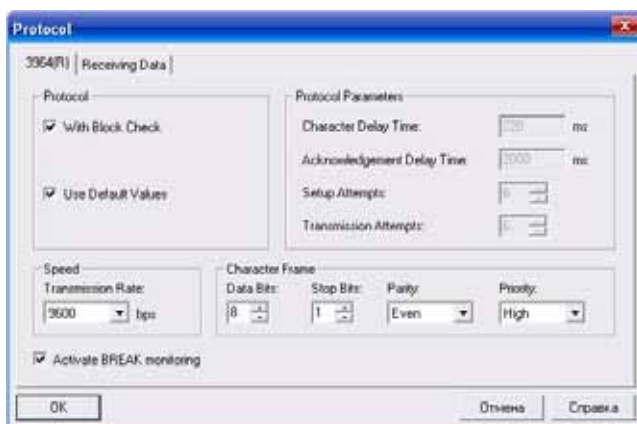 Protocol
3964(R) Receiving Data
Protocol
With Block Check
Use Default Values
Protocol Parameters
Character Delay Time: 220 ms
Acknowledgement Delay Time: 2000 ms
Setup Attempts: 6
Transmission Attempts: 6
Speed
Transmission Rate:
9600 bps
Character Frame
Data Bits: Stop Bits: Parity: Priority:
8 1 Even High
Activate BREAK monitoring
OK Отмена Справка